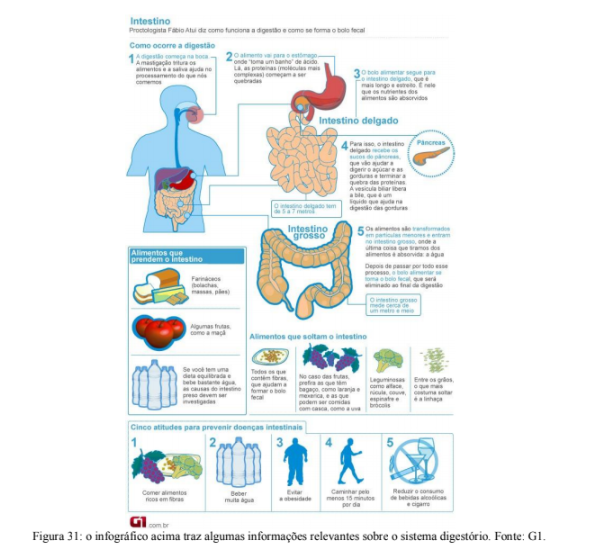 Intestino
Proctologista Fábio Atui diz como funciona a digestão e como se forma o bolo fecal
Como ocorre a digestão
1 A digestão começa na boca.
A mastigação tritura os
alimentos e a saliva ajuda no
processamento do que nós
comemos
2 O alimento vai para o estômago
onde "toma um banho" de ácido.
Lá, as proteínas (moléculas mais
complexas) começam a ser
quebradas
3 O bolo alimentar segue para
o intestino delgado, que é
mais longo e estreito. É nele
que os nutrientes dos
alimentos são absorvidos
Intestino delgado
4 Para isso, o intestino
delgado recebe os
sucos do pâncreas,
que vão ajudar a
digerir o açúcar e as
gorduras e terminar a
quebra das proteínas.
A vesícula biliar libera
a bile, que é um
líquido que ajuda na
digestão das gorduras
Pâncreas
O intestino delgado tem
de 5 a 7 metros
Intestino
grosso
5 Os alimentos são transformados
em partículas menores e entram
no intestino grosso, onde a
última coisa que tiramos dos
alimentos é absorvida: a água
Depois de passar por todo esse
processo, o bolo alimentar se
torna o bolo fecal, que será
eliminado ao final da digestão
O intestino grosso
mede cerca de
um metro e meio
Alimentos que
prendem o intestino
Farináceos
(bolachas,
massas, pães)
Algumas frutas,
como a maçã
Se você tem uma
dieta equilibrada e
bebe bastante água,
as causas do intestino
preso devem ser
investigadas
Alimentos que soltam o intestino
Todos os que
contêm fibras,
que ajudam a
formar o bolo
fecal
No caso das frutas,
prefira as que têm
bagaço, como laranja e
mexerica, e as que
podem ser comidas
com casca, como a uva
Leguminosas
como alface,
rúcula, couve,
espinafre e
brócolis
Entre os grãos,
o que mais
costuma soltar
é a linhaça
Cinco atitudes para prevenir doenças intestinais
1
Comer alimentos
ricos em fibras
2
Beber
muita água
3
Evitar
a obesidade
4
Caminhar pelo
menos 15 minutos
por dia
5
Reduzir o consumo
de bebidas alcoólicas
e cigarro
G1.com.br
Figura 31: o infográfico acima traz algumas informações relevantes sobre o sistema digestório. Fonte: G1.